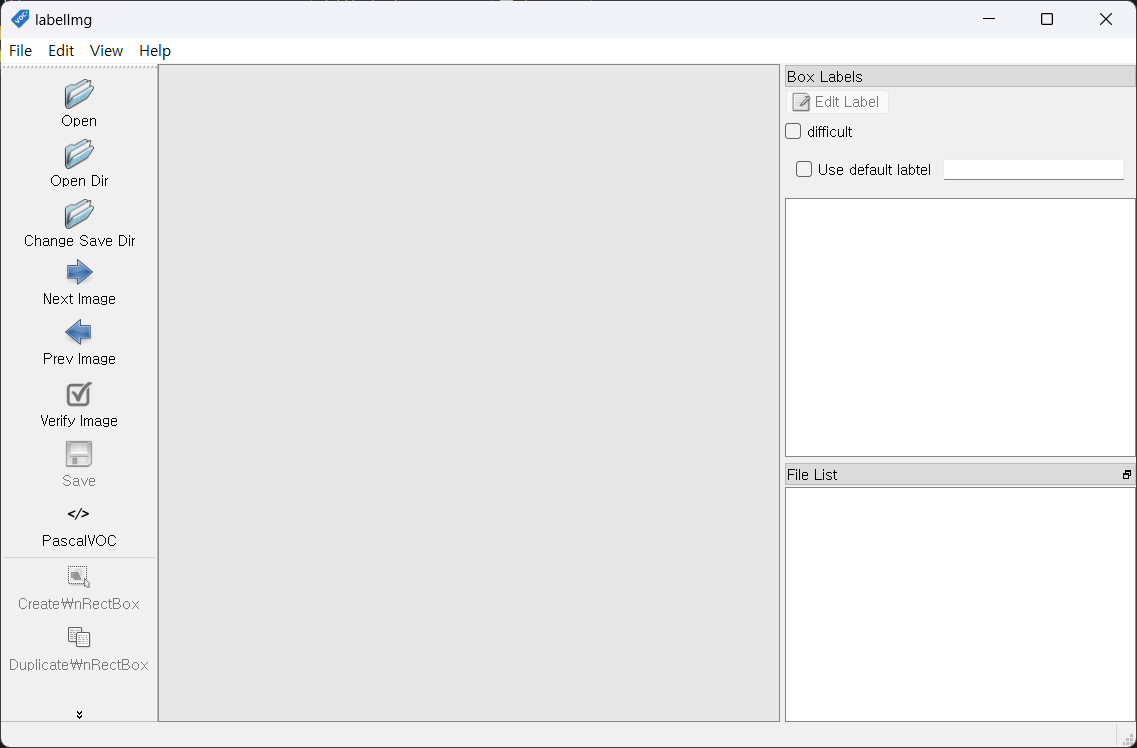 labelImg
File Edit View Help
Open
Open Dir
Change Save Dir
Next Image
Prev Image
Verify Image
Save
</>
PascalVOC
Create₩nRectBox
Duplicate₩nRectBox
Box Labels
Edit Label
difficult
Use default labtel
File List